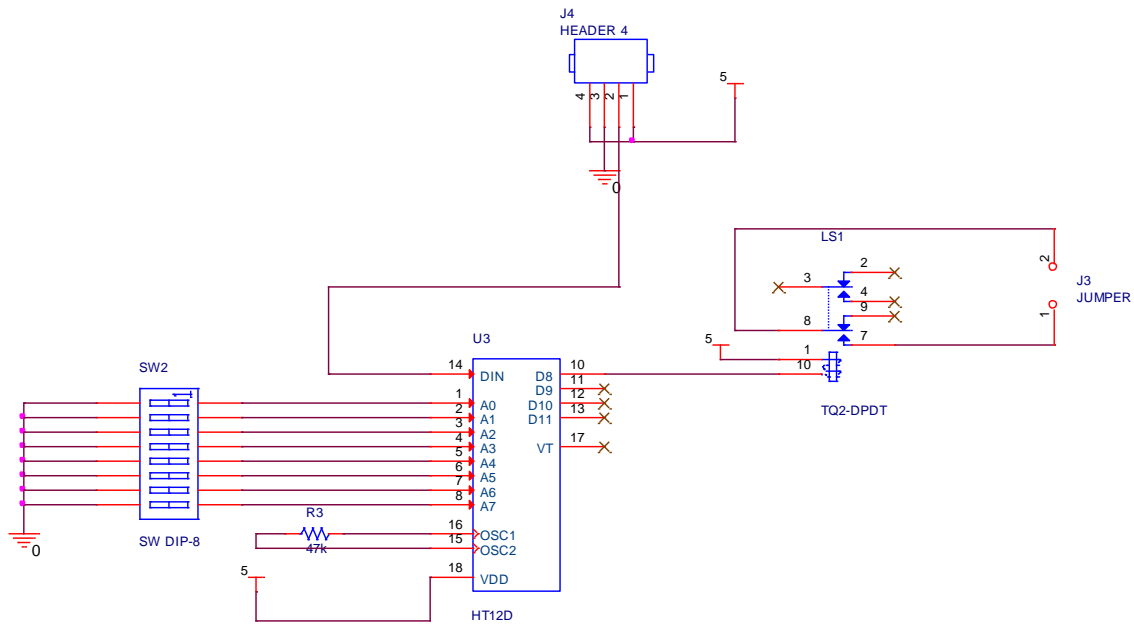 J4
HEADER 4
4
3
2
1
5
0
LS1
2
3
4
9
8
7
1
10
5
TQ2-DPDT
2
1
J3
JUMPER
U3
14
DIN
10
D8
11
D9
12
D10
13
D11
17
VT
1
A0
2
A1
3
A2
4
A3
5
A4
6
A5
7
A6
8
A7
16
OSC1
15
OSC2
18
VDD
HT12D
SW2
SW DIP-8
0
R3
47k
5